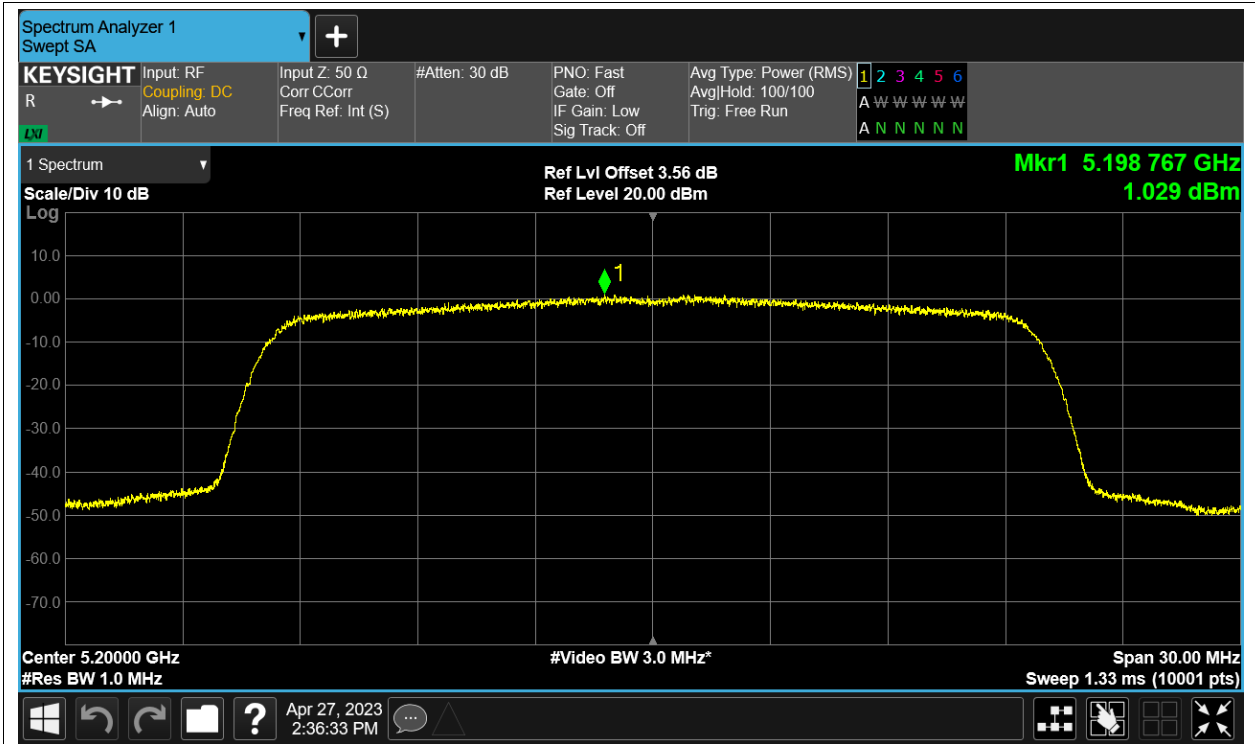 Spectrum Analyzer 1
Swept SA
KEYSIGHT
R
LXI
Input: RF
Coupling: DC
Align: Auto
Input Z: 50 Ω
Corr CCorr
Freq Ref: Int (S)
#Atten: 30 dB
PNO: Fast
Gate: Off
IF Gain: Low
Sig Track: Off
Avg Type: Power (RMS)
Avg|Hold: 100/100
Trig: Free Run
1 2 3 4 5 6
A W W W W W
A N N N N N
1 Spectrum
Scale/Div 10 dB
Ref Lvl Offset 3.56 dB
Ref Level 20.00 dBm
Mkr1 5.198 767 GHz
1.029 dBm
Log
10.0
0.00
-10.0
-20.0
-30.0
-40.0
-50.0
-60.0
-70.0
1
Center 5.20000 GHz
#Res BW 1.0 MHz
#Video BW 3.0 MHz*
Span 30.00 MHz
Sweep 1.33 ms (10001 pts)
?
Apr 27, 2023
2:36:33 PM